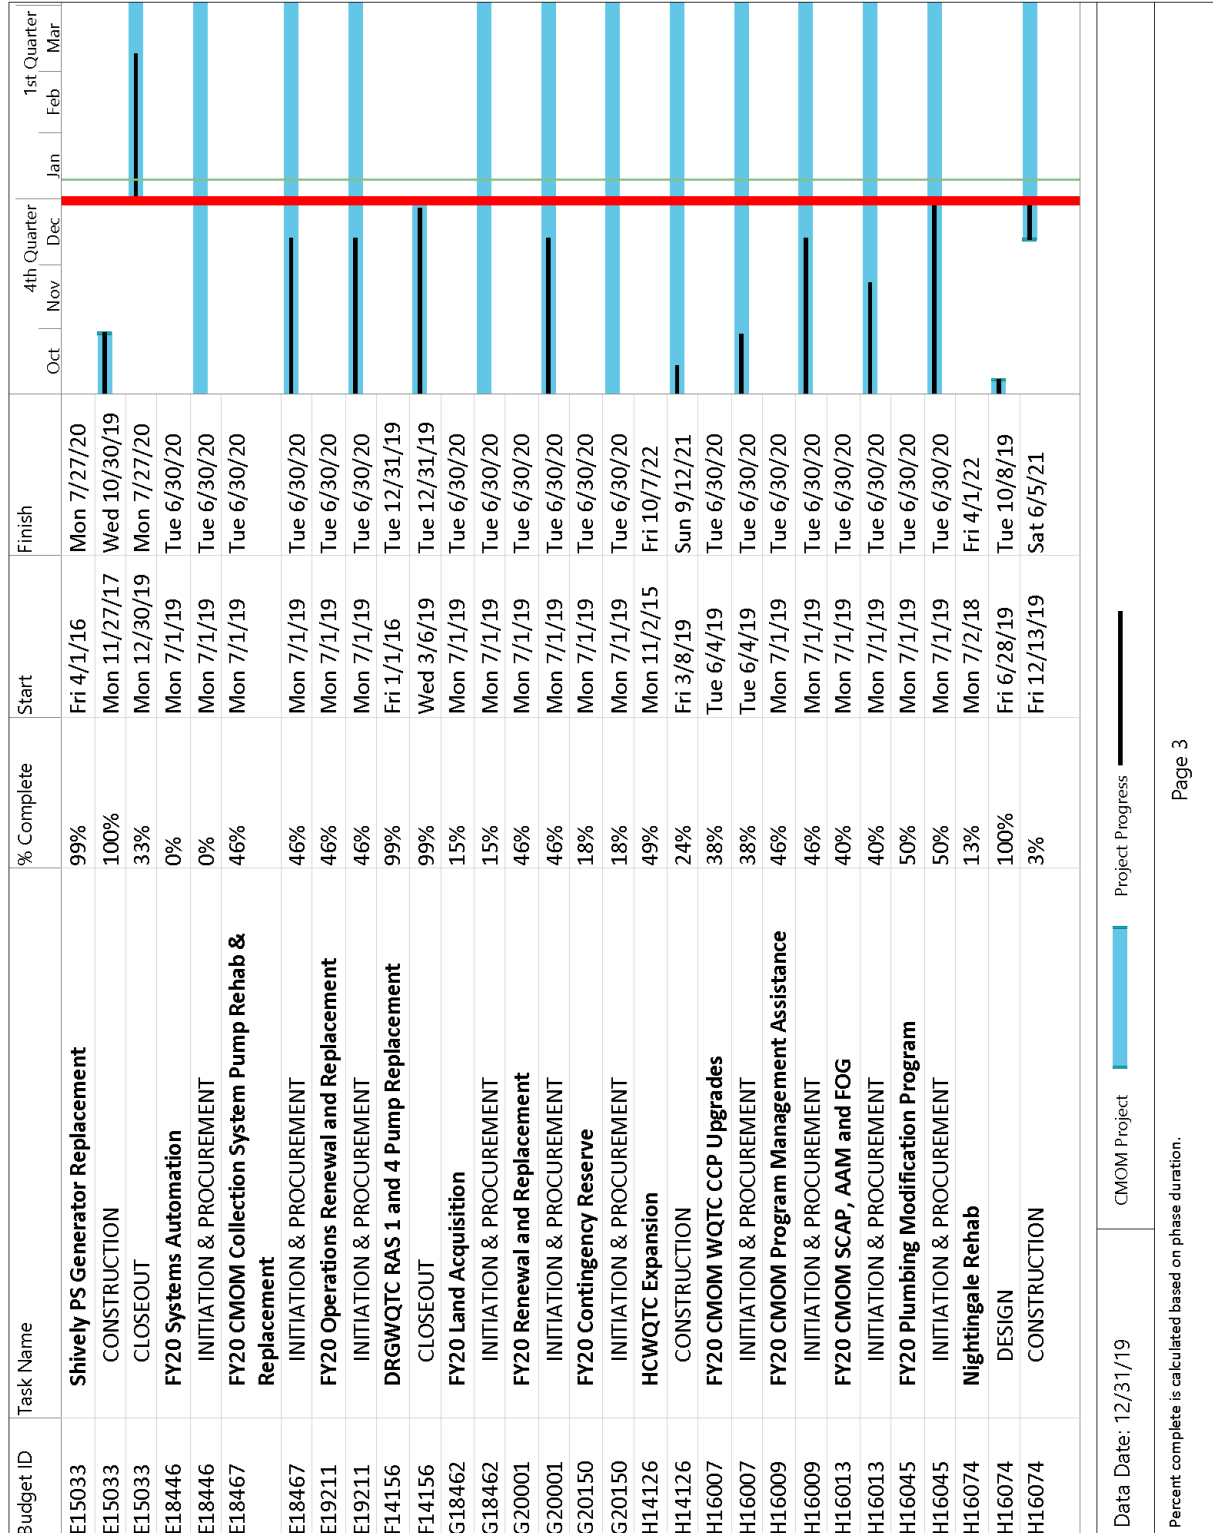 Budget ID Task Name % Complete Start Finish 4th Quarter 1st Quarter
Oct Nov Dec Jan Feb Mar
E15033 Shively PS Generator Replacement 99% Fri 4/1/16 Mon 7/27/20
E15033 CONSTRUCTION 100% Mon 11/27/17 Wed 10/30/19
E15033 CLOSEOUT 33% Mon 12/30/19 Mon 7/27/20
E18446 FY20 Systems Automation 0% Mon 7/1/19 Tue 6/30/20
E18446 INITIATION & PROCUREMENT 0% Mon 7/1/19 Tue 6/30/20
E18467 FY20 CMOM Collection System Pump Rehab & 46% Mon 7/1/19 Tue 6/30/20
Replacement
E18467 INITIATION & PROCUREMENT 46% Mon 7/1/19 Tue 6/30/20
E19211 FY20 Operations Renewal and Replacement 46% Mon 7/1/19 Tue 6/30/20
E19211 INITIATION & PROCUREMENT 46% Mon 7/1/19 Tue 6/30/20
F14156 DRGWQTC RAS 1 and 4 Pump Replacement 99% Fri 1/1/16 Tue 12/31/19
F14156 CLOSEOUT 99% Wed 3/6/19 Tue 12/31/19
G18462 FY20 Land Acquisition 15% Mon 7/1/19 Tue 6/30/20
G18462 INITIATION & PROCUREMENT 15% Mon 7/1/19 Tue 6/30/20
G20001 FY20 Renewal and Replacement 46% Mon 7/1/19 Tue 6/30/20
G20001 INITIATION & PROCUREMENT 46% Mon 7/1/19 Tue 6/30/20
G20150 FY20 Contingency Reserve 18% Mon 7/1/19 Tue 6/30/20
G20150 INITIATION & PROCUREMENT 18% Mon 7/1/19 Tue 6/30/20
H14126 HCWQTC Expansion 49% Mon 11/2/15 Fri 10/7/22
H14126 CONSTRUCTION 24% Fri 3/8/19 Sun 9/12/21
H16007 FY20 CMOM WQTC CCP Upgrades 38% Tue 6/4/19 Tue 6/30/20
H16007 INITIATION & PROCUREMENT 38% Tue 6/4/19 Tue 6/30/20
H16009 FY20 CMOM Program Management Assistance 46% Mon 7/1/19 Tue 6/30/20
H16009 INITIATION & PROCUREMENT 46% Mon 7/1/19 Tue 6/30/20
H16013 FY20 CMOM SCAP, AAM and FOG 40% Mon 7/1/19 Tue 6/30/20
H16013 INITIATION & PROCUREMENT 40% Mon 7/1/19 Tue 6/30/20
H16045 FY20 Plumbing Modification Program 50% Mon 7/1/19 Tue 6/30/20
H16045 INITIATION & PROCUREMENT 50% Mon 7/1/19 Tue 6/30/20
H16074 Nightingale Rehab 13% Mon 7/2/18 Fri 4/1/22
H16074 DESIGN 100% Fri 6/28/19 Tue 10/8/19
H16074 CONSTRUCTION 3% Fri 12/13/19 Sat 6/5/21
Data Date: 12/31/19 CMOM Project Project Progress
Page 3
Percent complete is calculated based on phase duration.